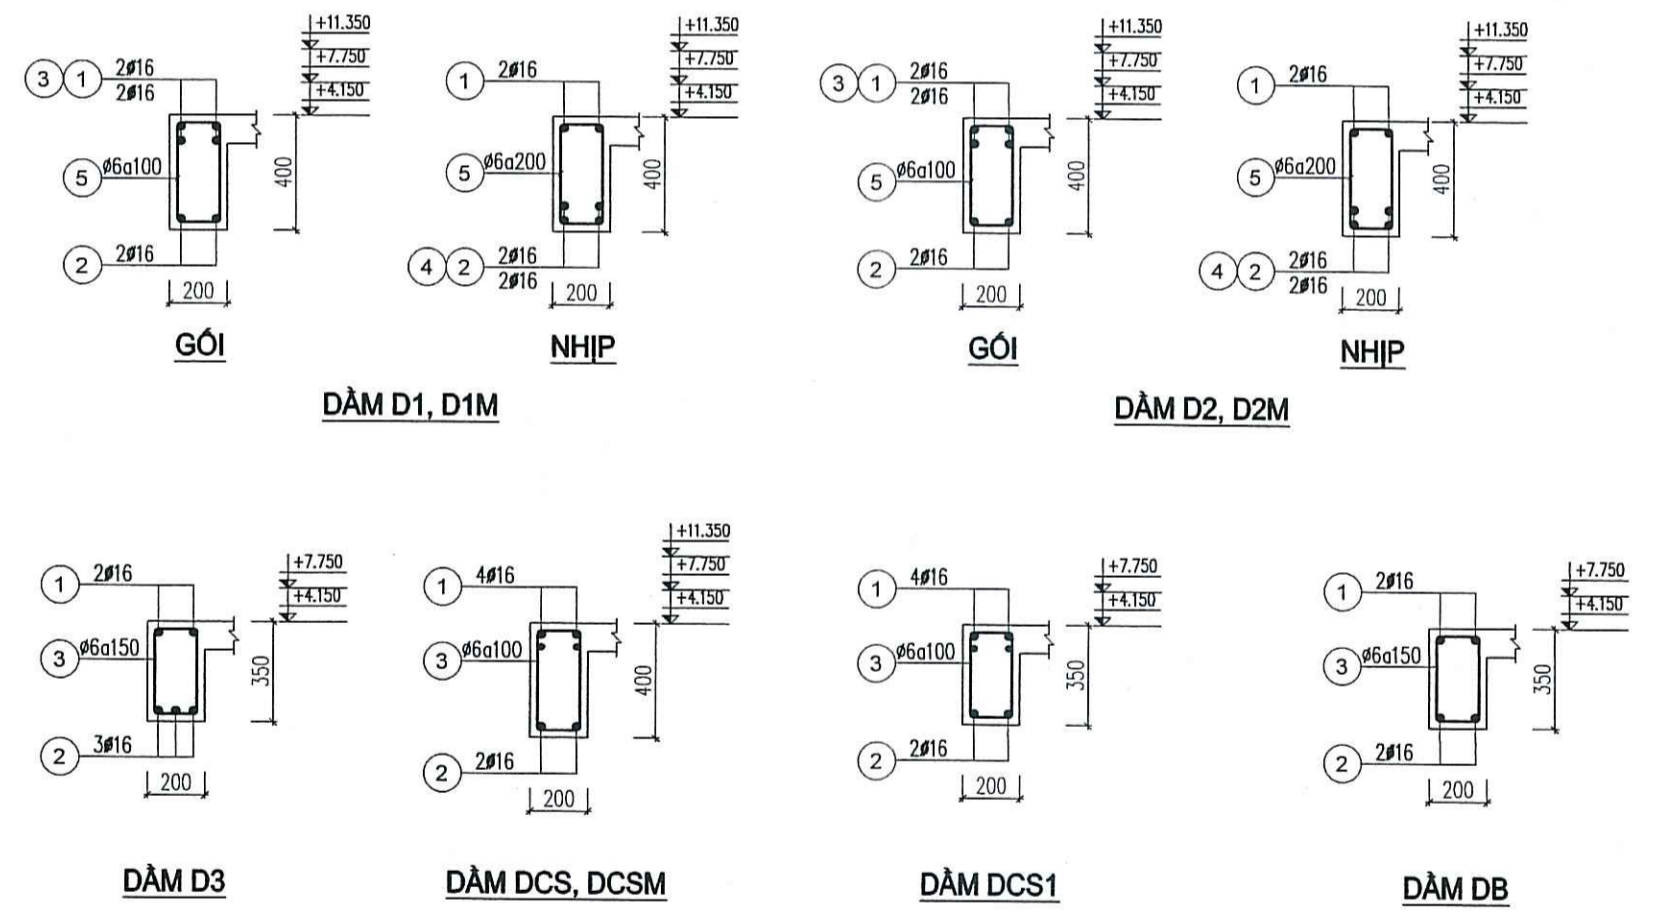 +11.350
+7.750
+4.150
3 1 2ø16
2ø16
5 ø6a100
400
2 2ø16
200
GỐI
+11.350
+7.750
+4.150
1 2ø16
5 ø6a200
400
4 2 2ø16
2ø16
200
NHỊP
DẦM D1, D1M
+11.350
+7.750
+4.150
3 1 2ø16
2ø16
5 ø6a100
400
2 2ø16
200
GỐI
+11.350
+7.750
+4.150
1 2ø16
5 ø6a200
400
4 2 2ø16
2ø16
200
NHỊP
DẦM D2, D2M
+7.750
+4.150
1 2ø16
3 ø6a150
350
2 3ø16
200
DẦM D3
+11.350
+7.750
+4.150
1 4ø16
3 ø6a100
400
2 2ø16
200
DẦM DCS, DCSM
+7.750
+4.150
1 4ø16
3 ø6a100
350
2 2ø16
200
DẦM DCS1
+7.750
+4.150
1 2ø16
3 ø6a150
350
2 2ø16
200
DẦM DB